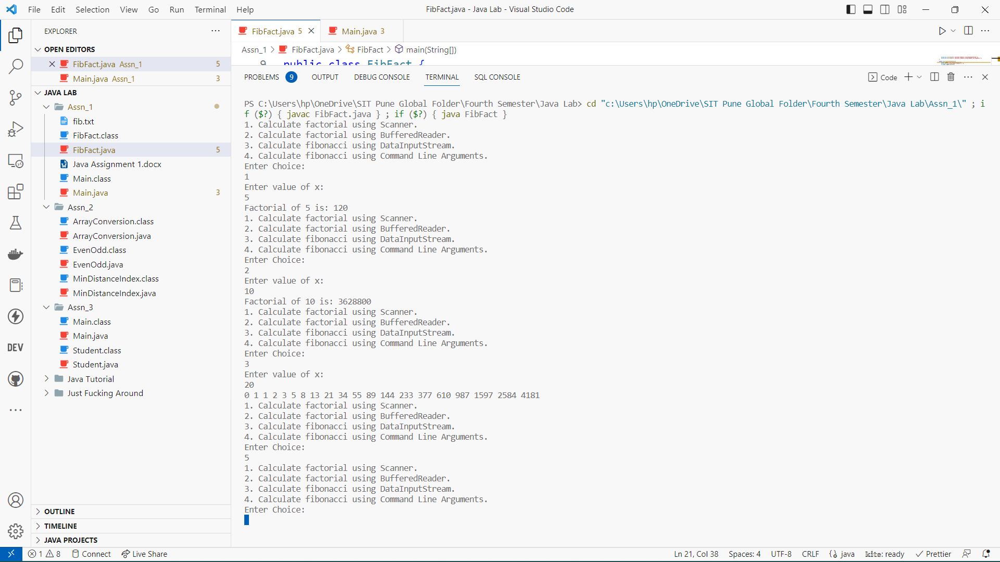 File Edit Selection View Go Run Terminal Help
FibFact.java - Java Lab - Visual Studio Code
EXPLORER
OPEN EDITORS
FibFact.java Assn_1 5
Main.java Assn_1 3
JAVA LAB
Assn_1
fib.txt
FibFact.class
FibFact.java 5
Java Assignment 1.docx
Main.class
Main.java 3
Assn_2
ArrayConversion.class
ArrayConversion.java
EvenOdd.class
EvenOdd.java
MinDistanceIndex.class
MinDistanceIndex.java
Assn_3
Main.class
Main.java
Student.class
Student.java
Java Tutorial
Just Fucking Around
OUTLINE
TIMELINE
JAVA PROJECTS
DEV
FibFact.java 5 Main.java 3
Assn_1 > FibFact.java > FibFact > main(String[])
9 public class FibFact {
PROBLEMS 9 OUTPUT DEBUG CONSOLE TERMINAL SQL CONSOLE
Code
PS C:\Users\hp\OneDrive\SIT Pune Global Folder\Fourth Semester\Java Lab> cd "c:\Users\hp\OneDrive\SIT Pune Global Folder\Fourth Semester\Java Lab\Assn_1\" ; i
f ($?) { javac FibFact.java } ; if ($?) { java FibFact }
1. Calculate factorial using Scanner.
2. Calculate factorial using BufferedReader.
3. Calculate fibonacci using DataInputStream.
4. Calculate fibonacci using Command Line Arguments.
Enter Choice:
1
Enter value of x:
5
Factorial of 5 is: 120
1. Calculate factorial using Scanner.
2. Calculate factorial using BufferedReader.
3. Calculate fibonacci using DataInputStream.
4. Calculate fibonacci using Command Line Arguments.
Enter Choice:
2
Enter value of x:
10
Factorial of 10 is: 3628800
1. Calculate factorial using Scanner.
2. Calculate factorial using BufferedReader.
3. Calculate fibonacci using DataInputStream.
4. Calculate fibonacci using Command Line Arguments.
Enter Choice:
3
Enter value of x:
20
0 1 1 2 3 5 8 13 21 34 55 89 144 233 377 610 987 1597 2584 4181
1. Calculate factorial using Scanner.
2. Calculate factorial using BufferedReader.
3. Calculate fibonacci using DataInputStream.
4. Calculate fibonacci using Command Line Arguments.
Enter Choice:
5
1. Calculate factorial using Scanner.
2. Calculate factorial using BufferedReader.
3. Calculate fibonacci using DataInputStream.
4. Calculate fibonacci using Command Line Arguments.
Enter Choice:
1 8 Connect Live Share
Ln 21, Col 38 Spaces: 4 UTF-8 CRLF java kite: ready Prettier